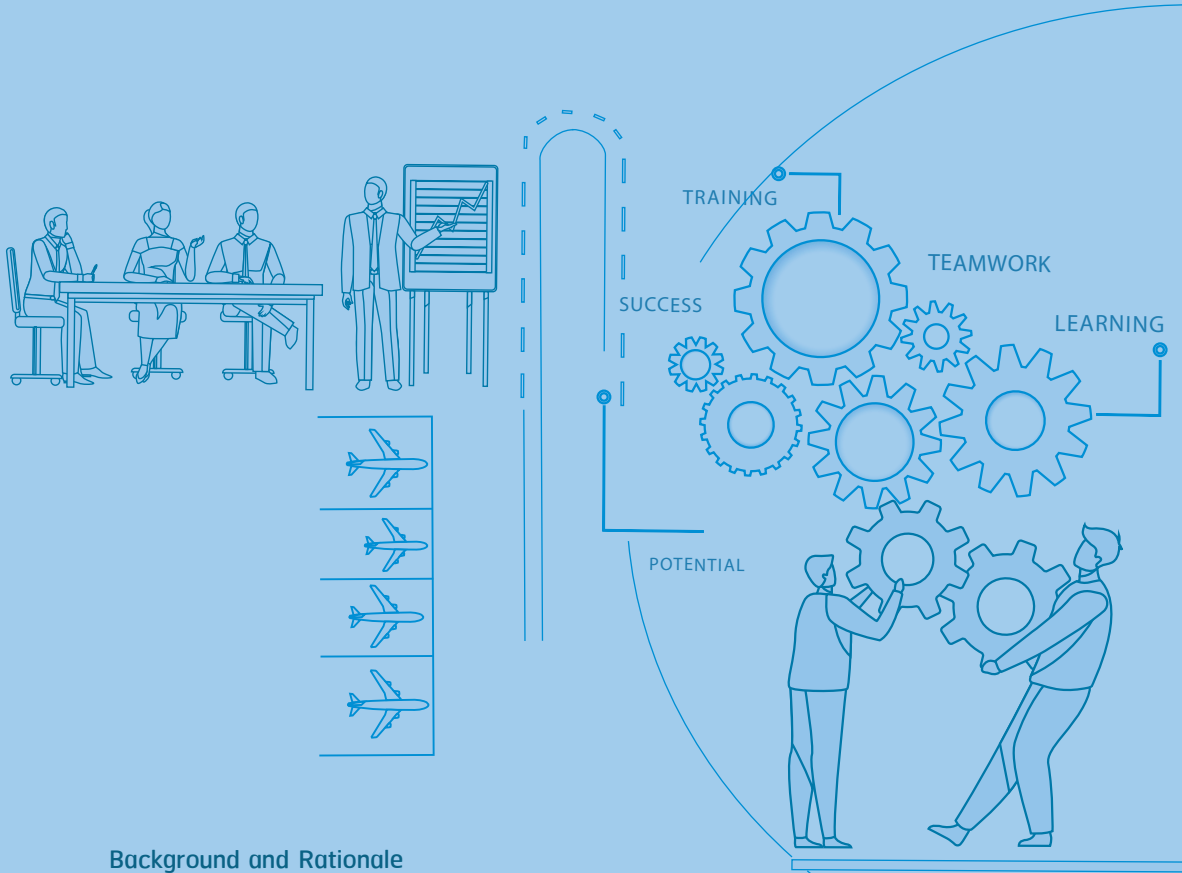 TRAINING
TEAMWORK
SUCCESS
LEARNING
POTENTIAL
Background and Rationale